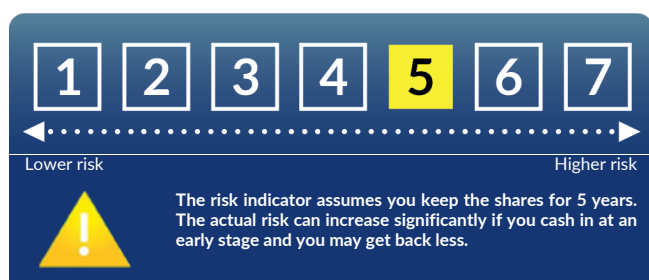 1 2 3 4 5 6 7
Lower risk Higher risk
The risk indicator assumes you keep the shares for 5 years.
The actual risk can increase significantly if you cash in at an
early stage and you may get back less.